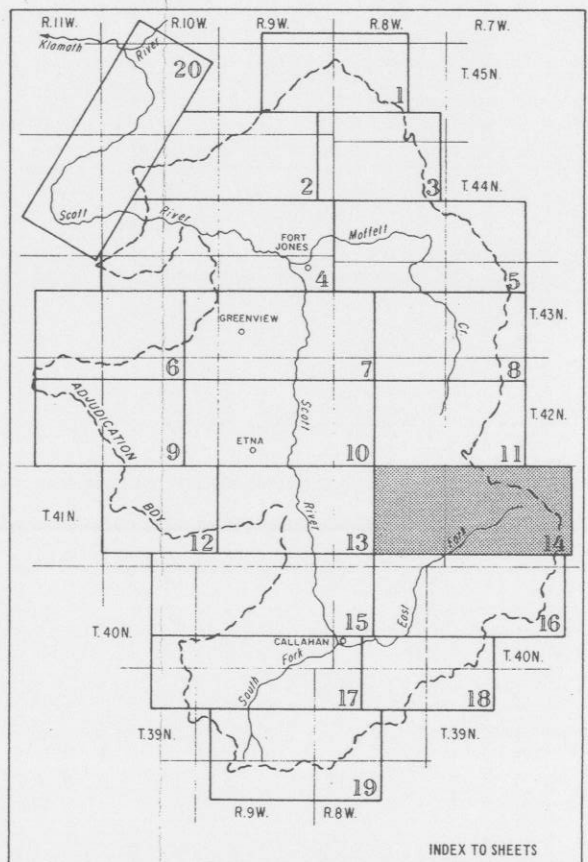 R.11W. R.10W. R.9W. R.8W. R.7W.
Klamath
River
20
T.45N.
1
2
3
T.44N.
Scott
River
FORT
JONES
Moffett
4
5
GREENVIEW
Cr.
T.43N.
6
7
8
ADJUDICATION
BDY.
Scott
River
T.42N.
ETNA
9
10
11
T.41N.
12
13
East
Fork
14
T.40N.
CALLAHAN
15
16
South
Fork
T.40N.
17
18
T.39N.
T.39N.
19
R.9W. R.8W.
INDEX TO SHEETS